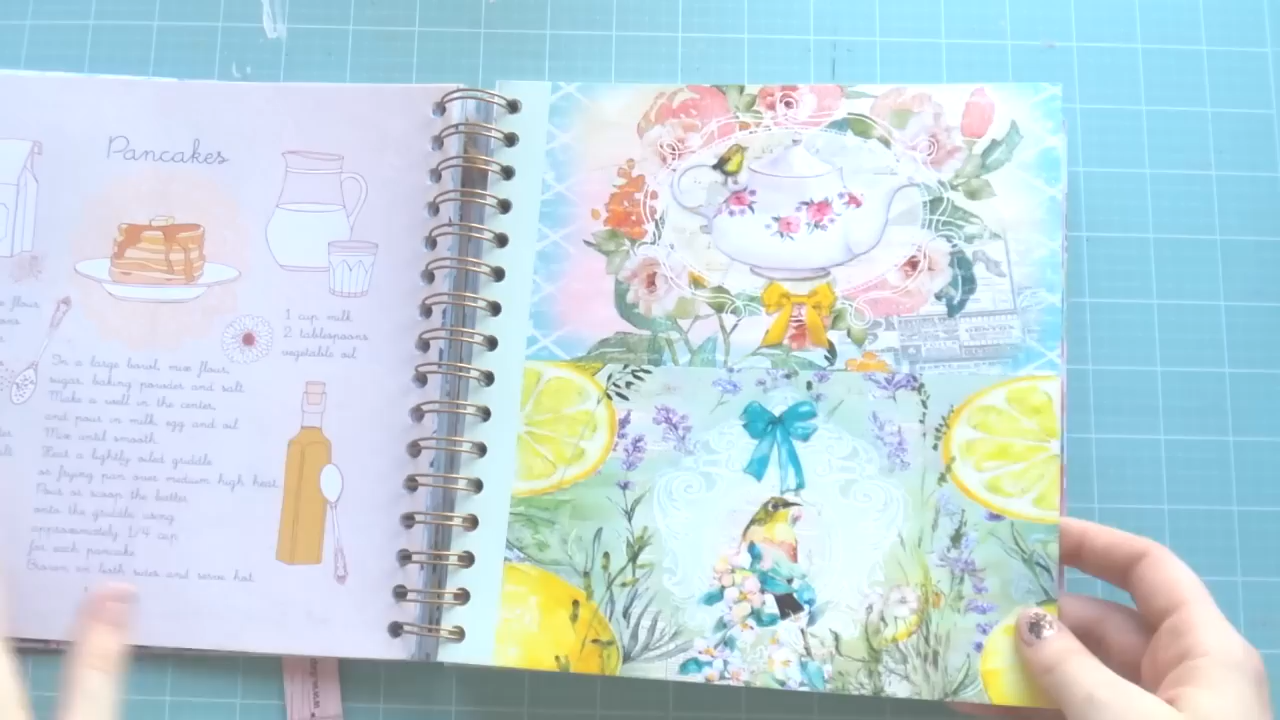 Pancakes
flour
1 cup milk
2 tablespoons
vegetable oil
In a large bowl, mix flour,
sugar, baking powder and salt.
Make a well in the center,
and pour in milk, egg and oil.
Mix until smooth.
Heat a lightly oiled griddle
or frying pan over medium high heat.
Pour or scoop the batter
onto the griddle, using
approximately 1/4 cup
for each pancake.
Brown on both sides and serve hot.